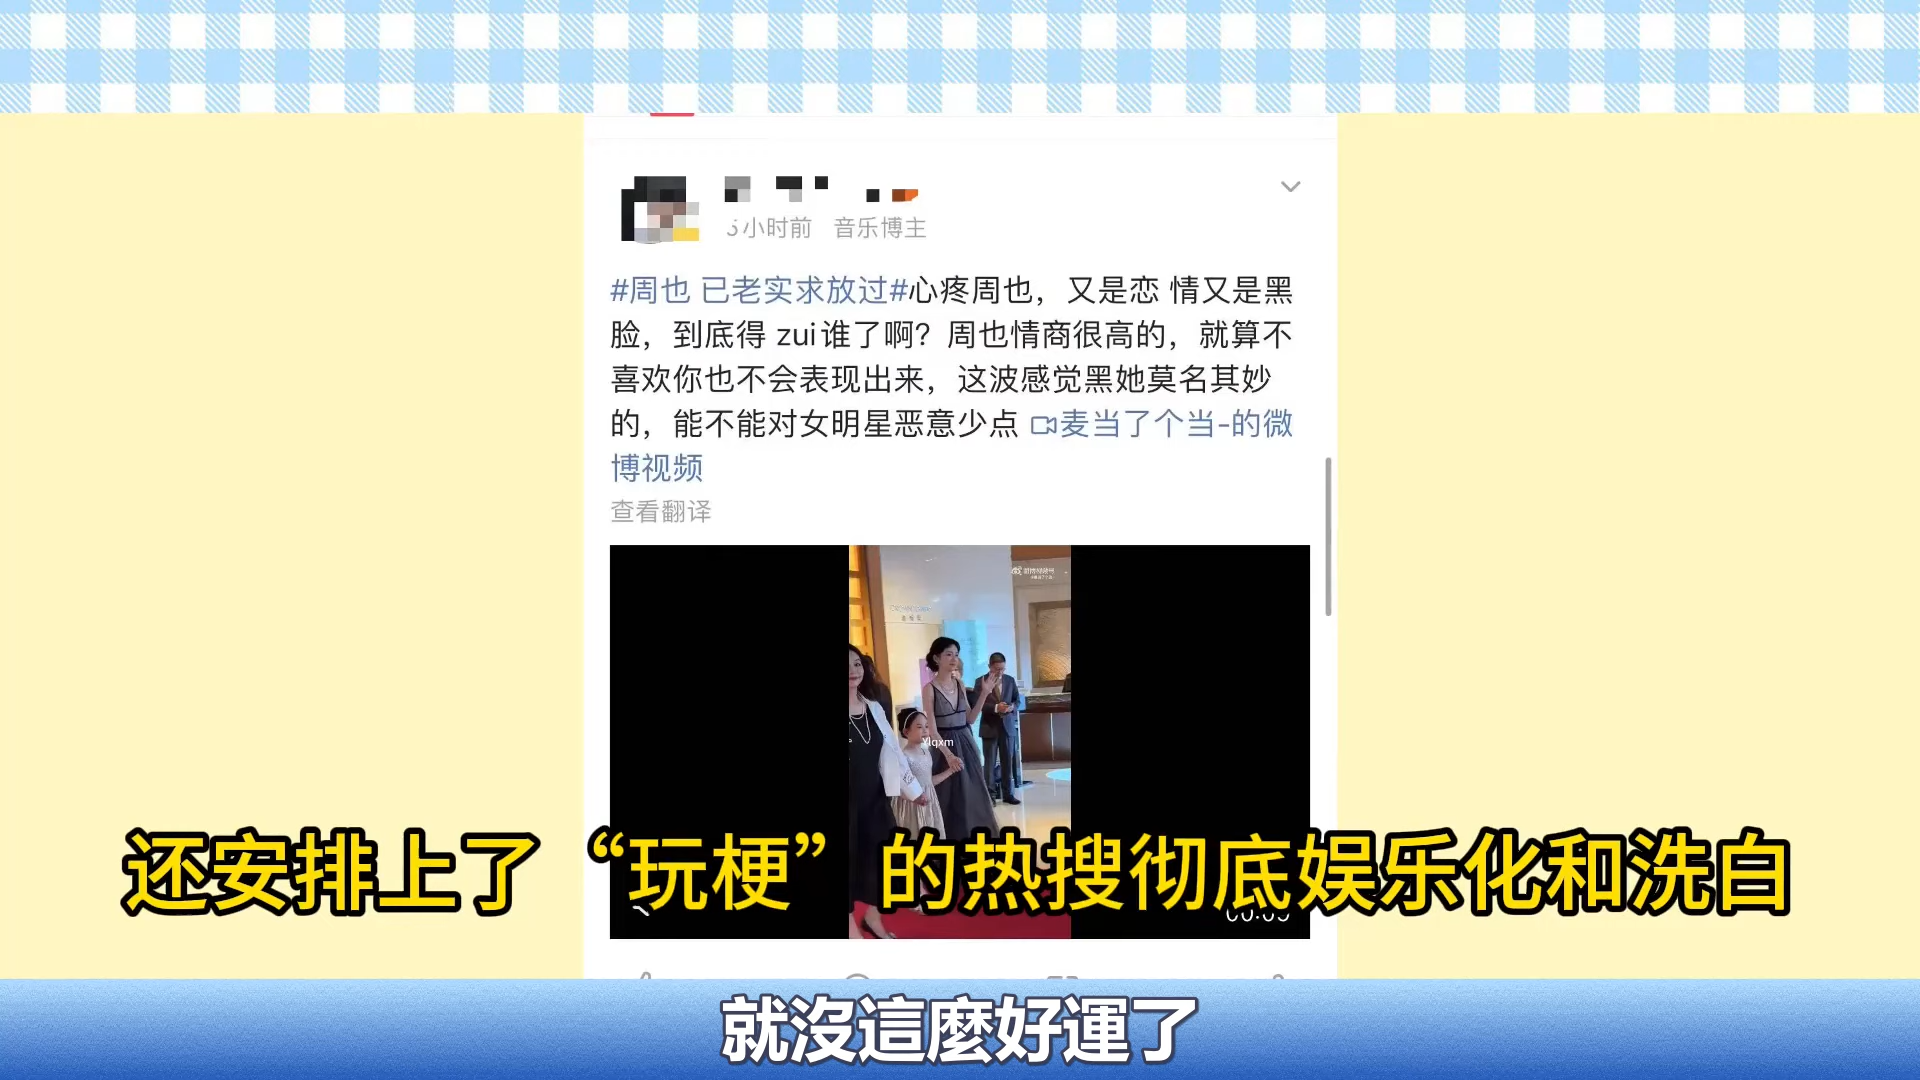 5小时前 音乐博主
#周也 已老实求放过#心疼周也，又是恋 情又是黑
脸，到底得 zui谁了啊？周也情商很高的，就算不
喜欢你也不会表现出来，这波感觉黑她莫名其妙
的，能不能对女明星恶意少点 麦当了个当-的微
博视频
查看翻译
Ylqxm
还安排上了“玩梗”的热搜彻底娱乐化和洗白
就沒這麼好運了